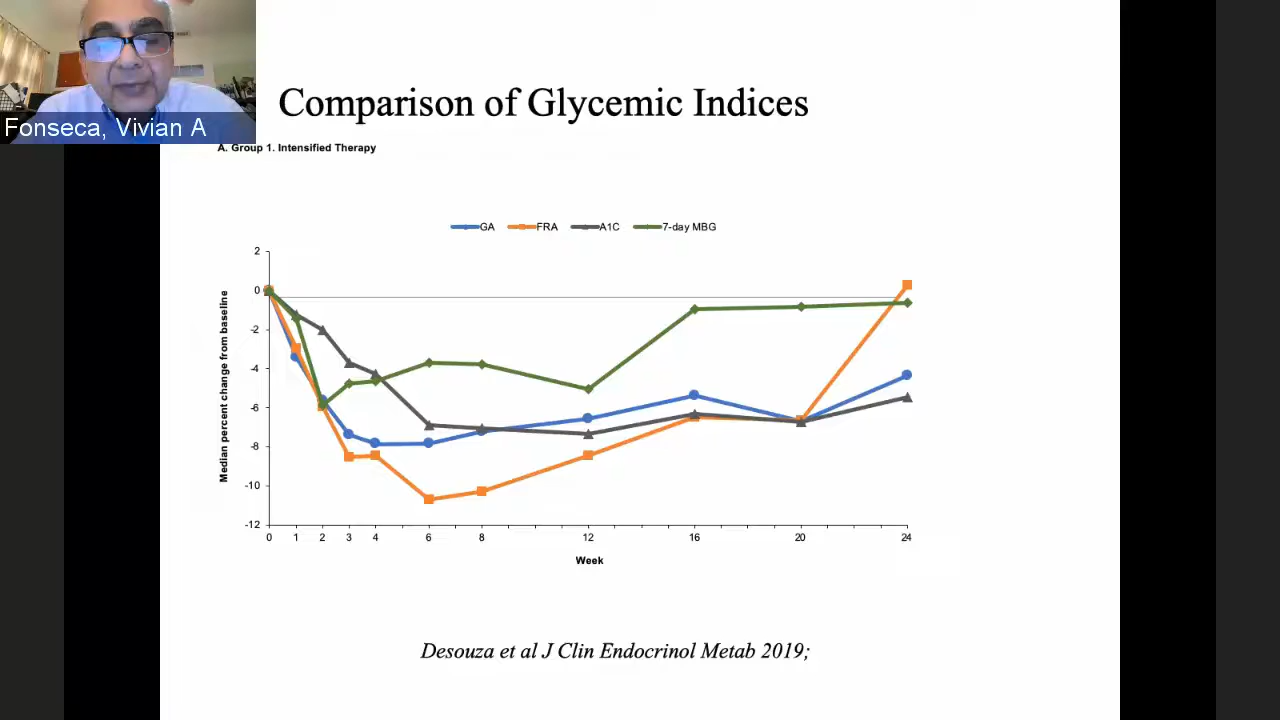 Fonseca, Vivian A
Comparison of Glycemic Indices
A. Group 1. Intensified Therapy
GA FRA A1C 7-day MBG
Median percent change from baseline
2
0
-2
-4
-6
-8
-10
-12
0 1 2 3 4 6 8 12 16 20 24
Week
Desouza et al J Clin Endocrinol Metab 2019;